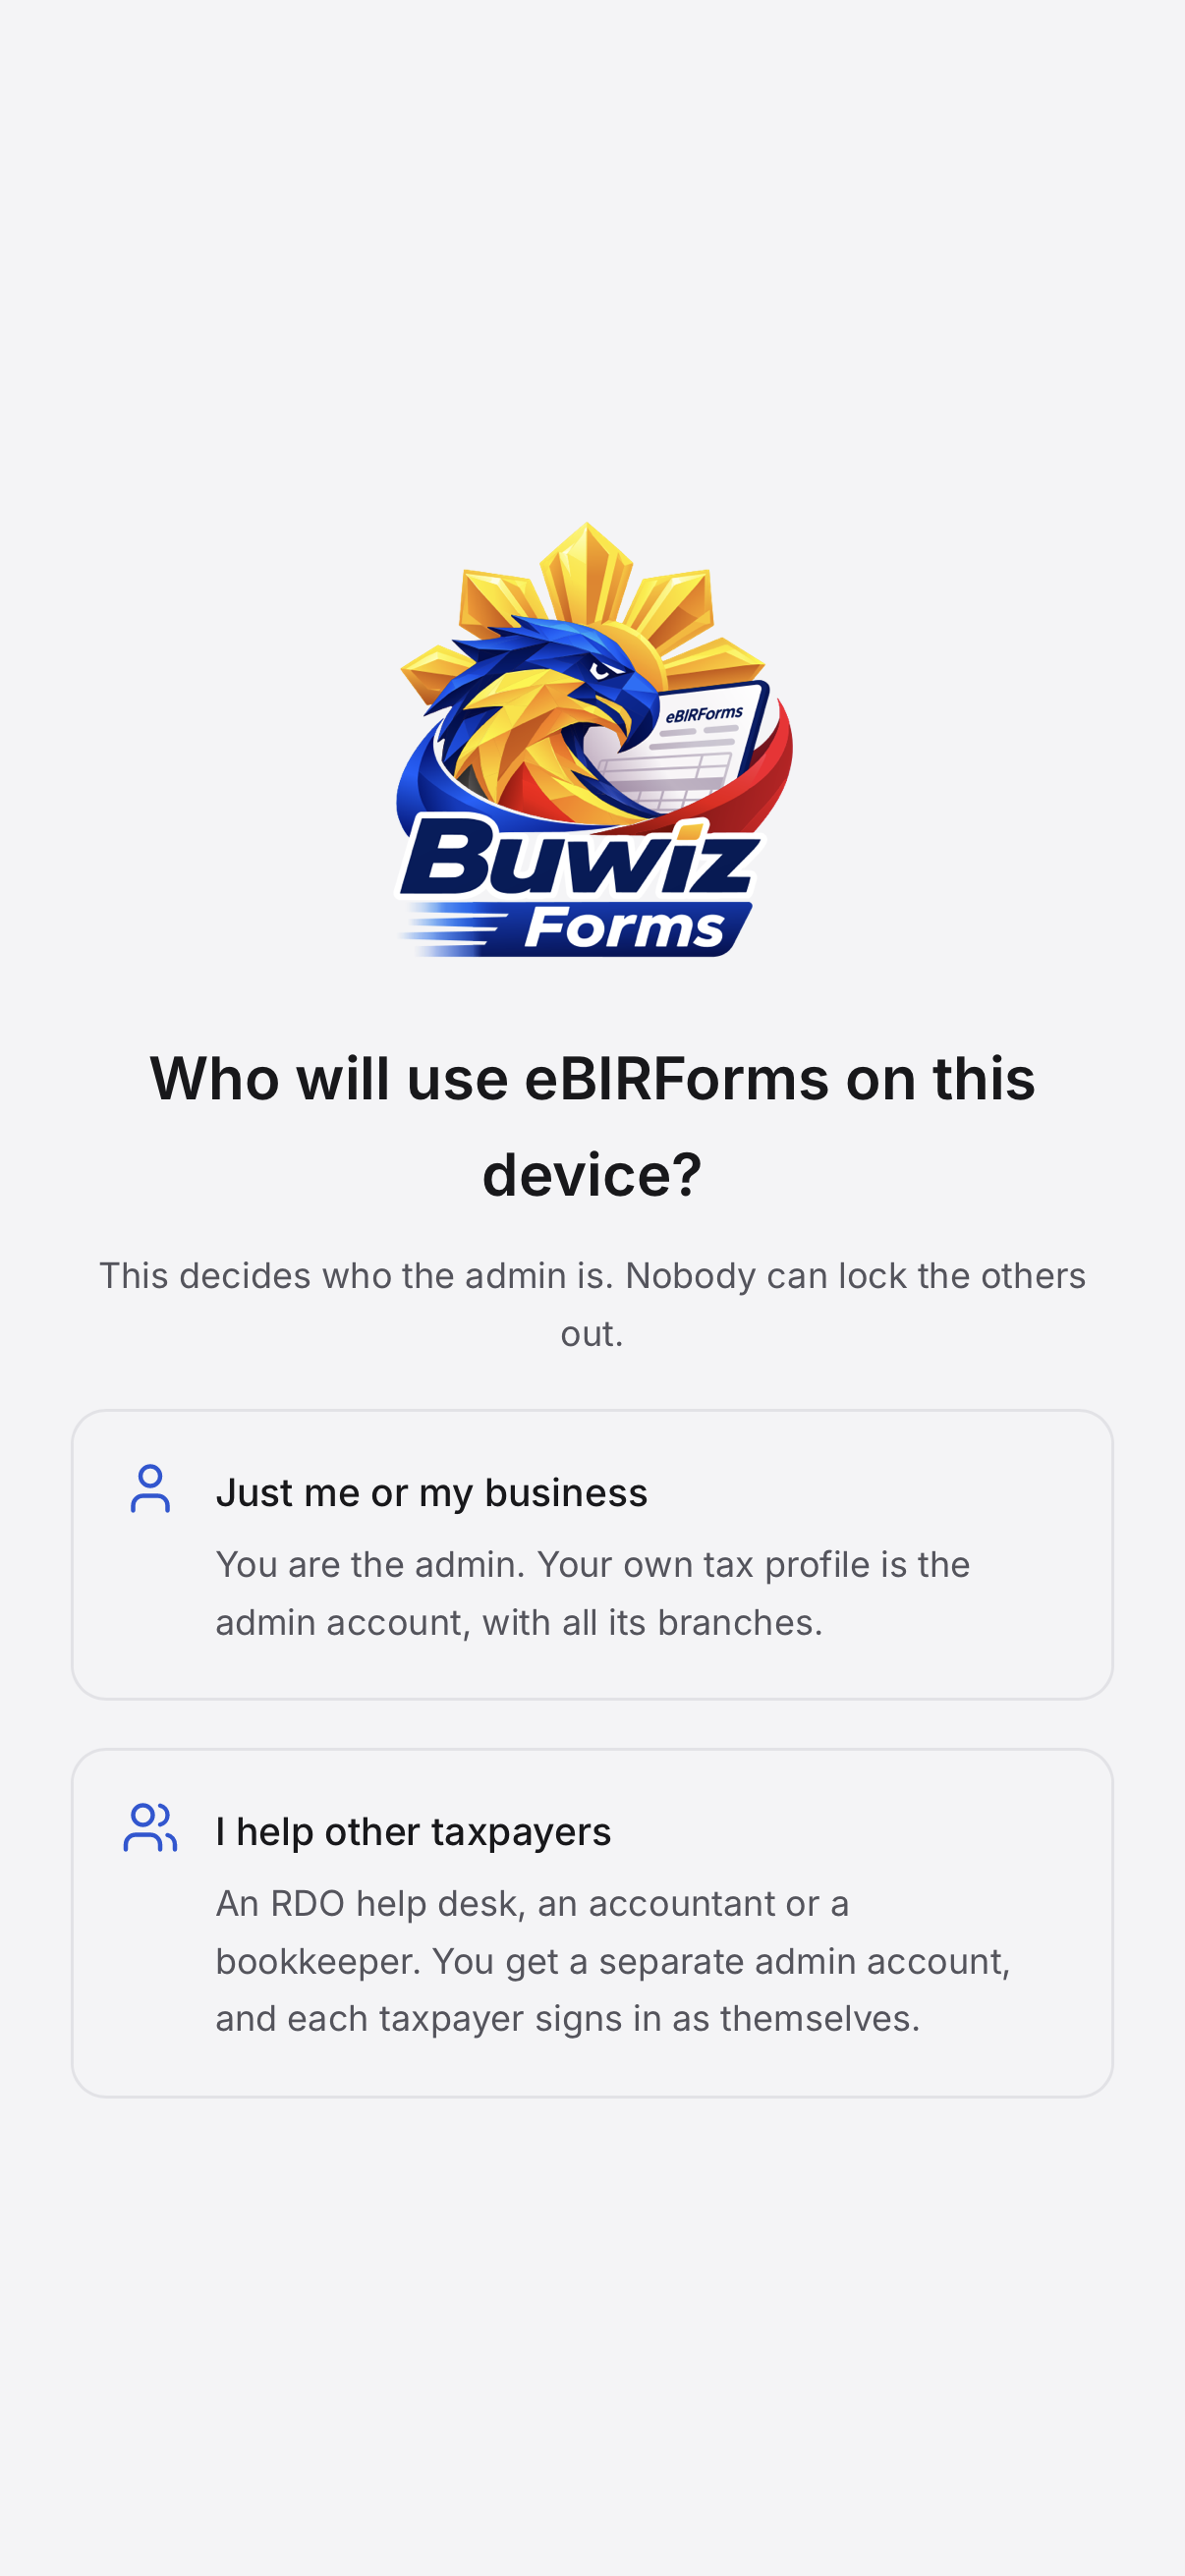 eBIRForms
Buwiz
Forms
Who will use eBIRForms on this
device?
This decides who the admin is. Nobody can lock the others
out.
Just me or my business
You are the admin. Your own tax profile is the
admin account, with all its branches.
I help other taxpayers
An RDO help desk, an accountant or a
bookkeeper. You get a separate admin account,
and each taxpayer signs in as themselves.